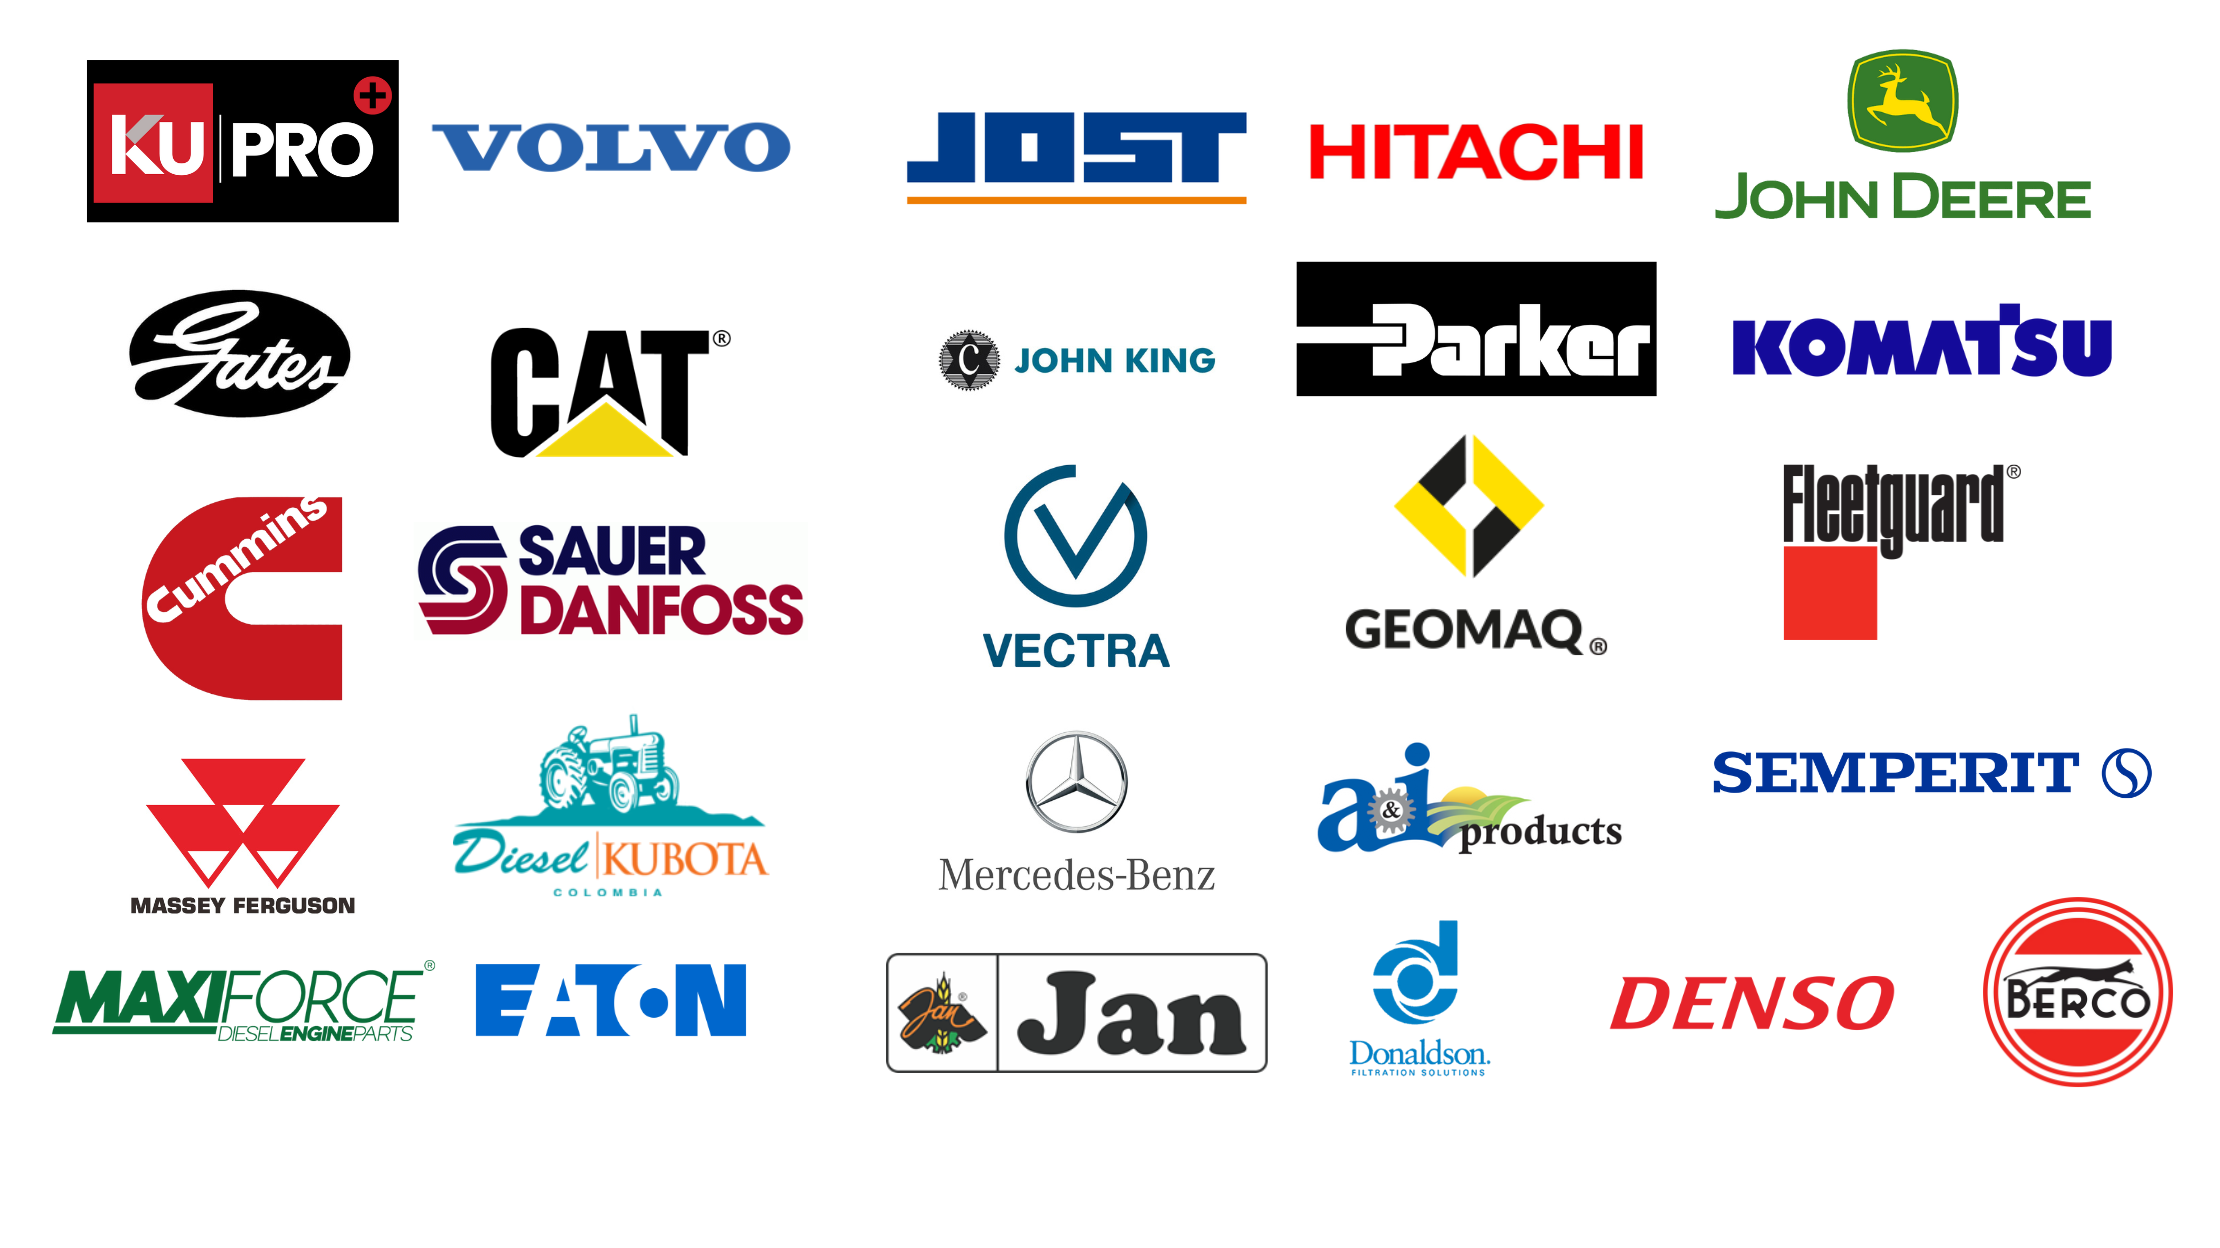 KU PRO
VOLVO
JOST
HITACHI
JOHN DEERE
Gates
CAT®
C JOHN KING
Parker
KOMATSU
Cummins
SAUER
DANFOSS
VECTRA
GEOMAQ®
Fleetguard®
MASSEY FERGUSON
Diesel KUBOTA
COLOMBIA
Mercedes-Benz
a&i products
SEMPERIT
MAXIFORCE®
DIESELENGINEPARTS
EATON
Jan® Jan
Donaldson.
FILTRATION SOLUTIONS
DENSO
BERCO